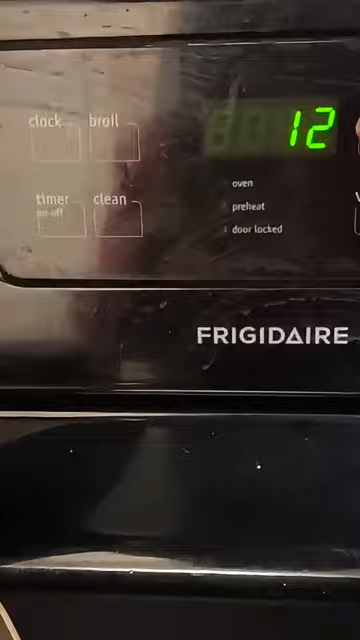 clock broil
12
timer clean
on-off
oven
preheat
door locked
FRIGIDAIRE